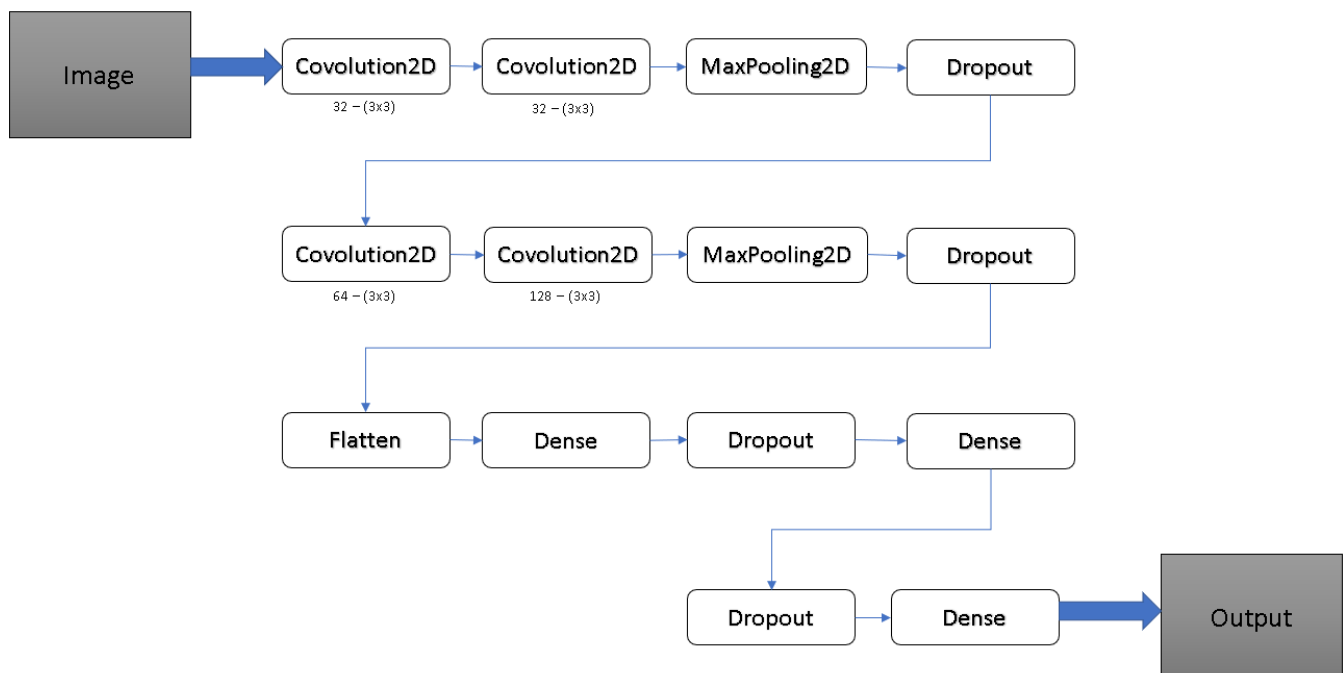 Image
Covolution2D
Covolution2D
MaxPooling2D
Dropout
32 – (3x3)
32 – (3x3)
Covolution2D
Covolution2D
MaxPooling2D
Dropout
64 – (3x3)
128 – (3x3)
Flatten
Dense
Dropout
Dense
Dropout
Dense
Output